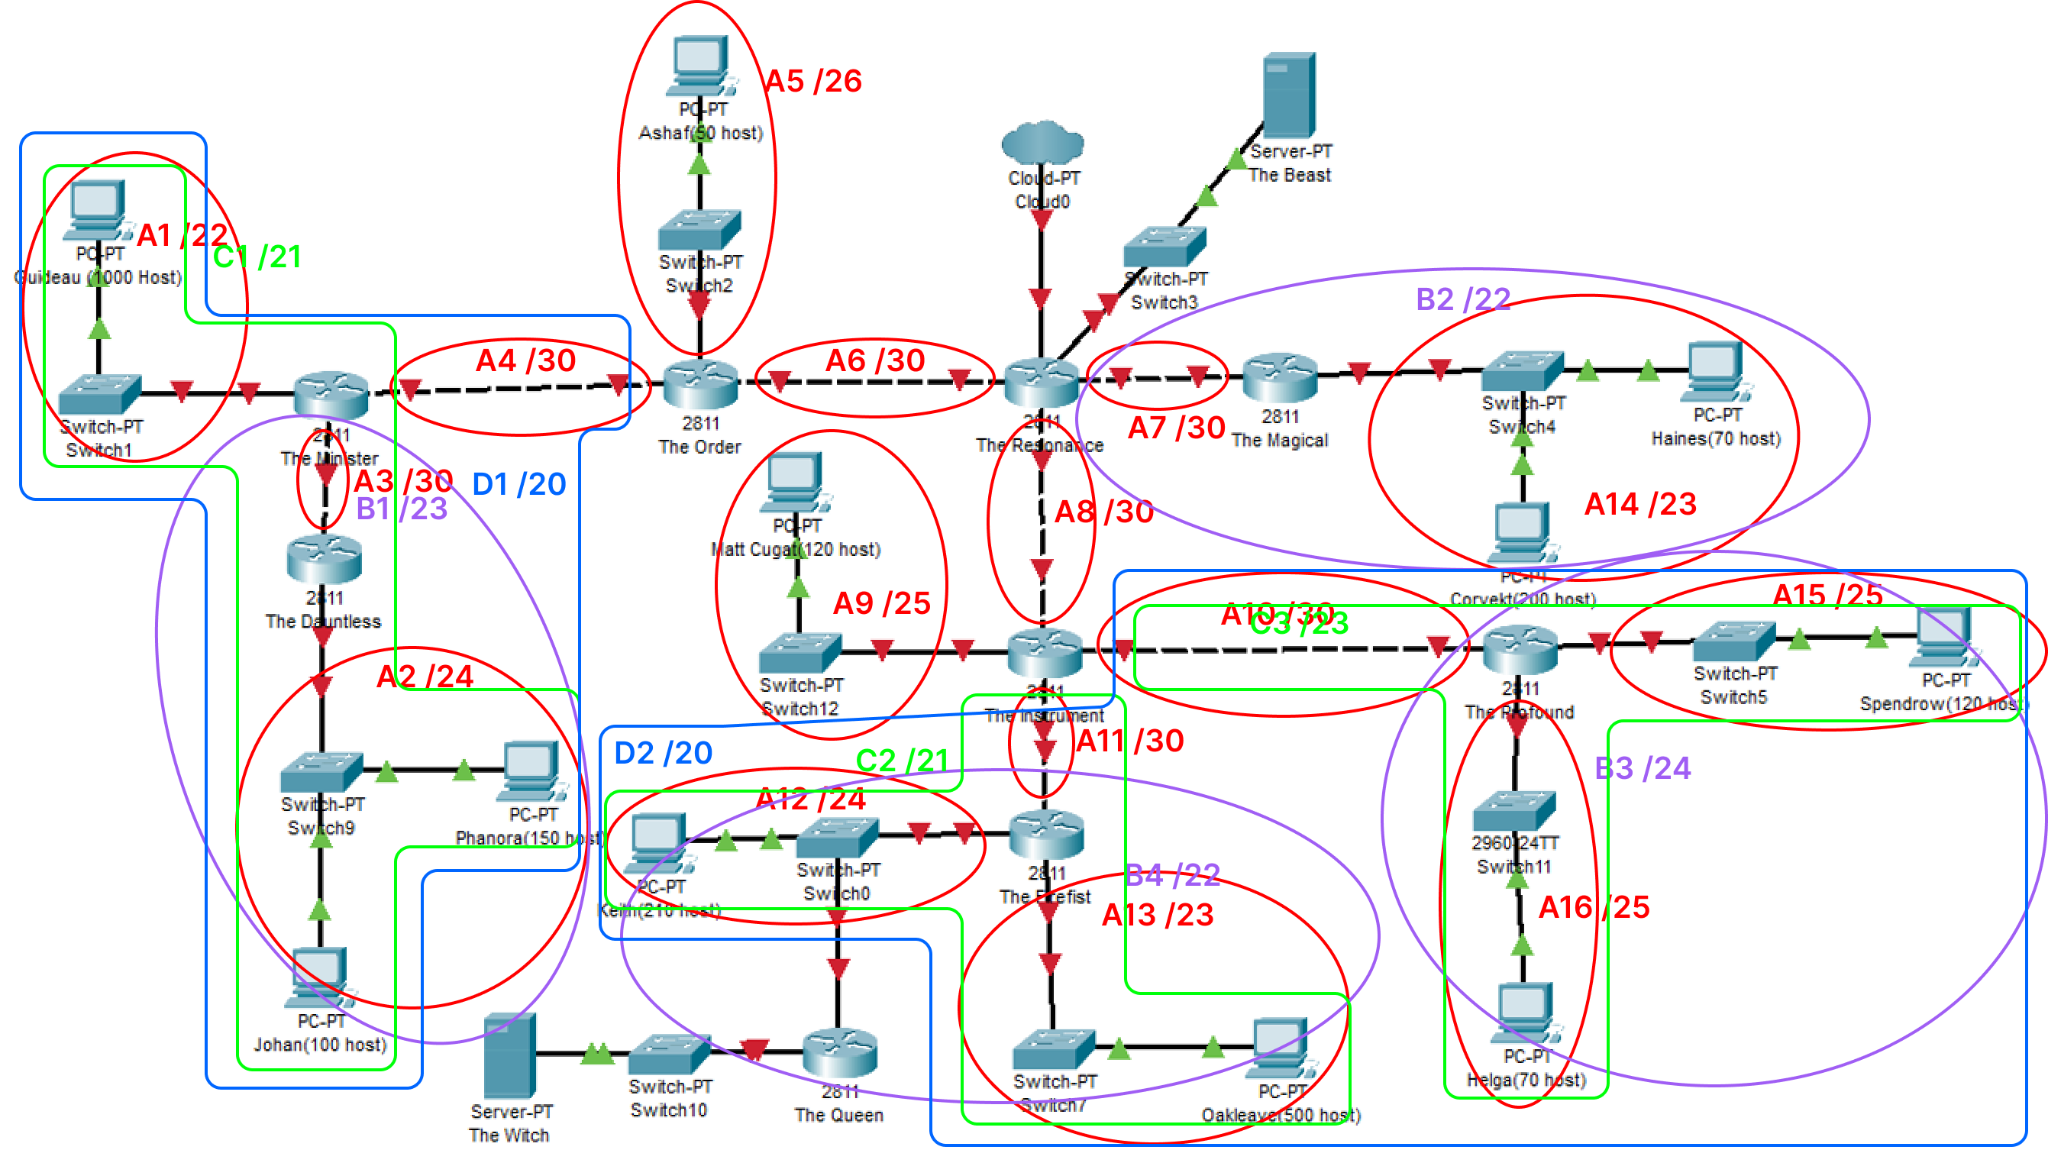 A5 /26
PC-PT
Ashaf(50 host)
Switch-PT
Switch2
Server-PT
The Beast
Cloud-PT
Cloud0
Switch-PT
Switch3
A1 /22
C1 /21
PC-PT
Guideau (1000 Host)
Switch-PT
Switch1
2811
The Minister
A4 /30
2811
The Order
A6 /30
2811
The Resonance
A7 /30
2811
The Magical
B2 /22
Switch-PT
Switch4
PC-PT
Haines(70 host)
A14 /23
PC-PT
Corvekt(200 host)
A3 /30
B1 /23
D1 /20
2811
The Dauntless
PC-PT
Matt Cugat(120 host)
A9 /25
Switch-PT
Switch12
A8 /30
2811
The Instrument
A10 /30
C3 /23
2811
The Profound
A15 /25
Switch-PT
Switch5
PC-PT
Spendrow(120 host)
A2 /24
Switch-PT
Switch9
PC-PT
Phanora(150 host)
PC-PT
Johan(100 host)
D2 /20
C2 /21
A11 /30
A12 /24
PC-PT
Keith(210 host)
Switch-PT
Switch0
2811
The Firefist
B4 /22
A13 /23
B3 /24
2960-24TT
Switch11
A16 /25
PC-PT
Helga(70 host)
Server-PT
The Witch
Switch-PT
Switch10
2811
The Queen
Switch-PT
Switch7
PC-PT
Oakleave(500 host)